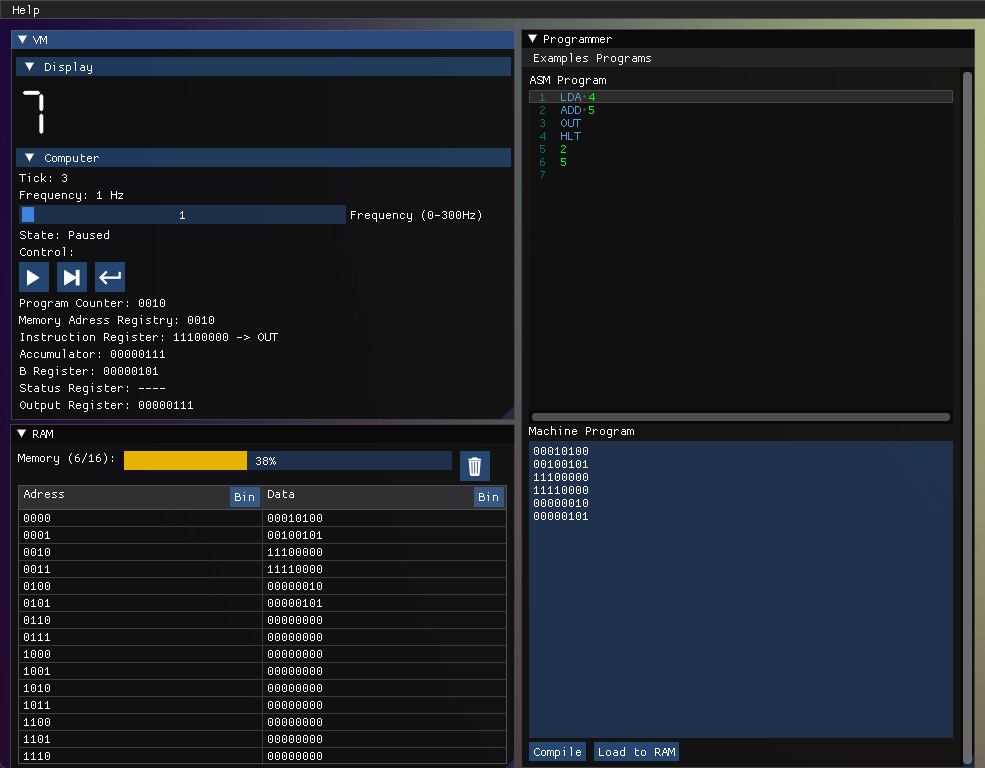 Help
VM
Display
7
Computer
Tick: 3
Frequency: 1 Hz
1 Frequency (0-300Hz)
State: Paused
Control:
Program Counter: 0010
Memory Adress Registry: 0010
Instruction Register: 11100000 -> OUT
Accumulator: 00000111
B Register: 00000101
Status Register: ----
Output Register: 00000111
RAM
Memory (6/16): 38%
Adress Bin Data Bin
0000 00010100
0001 00100101
0010 11100000
0011 11110000
0100 00000010
0101 00000101
0110 00000000
0111 00000000
1000 00000000
1001 00000000
1010 00000000
1011 00000000
1100 00000000
1101 00000000
1110 00000000
Programmer
Examples Programs
ASM Program
1 LDA·4
2 ADD·5
3 OUT
4 HLT
5 2
6 5
7
Machine Program
00010100
00100101
11100000
11110000
00000010
00000101
Compile Load to RAM